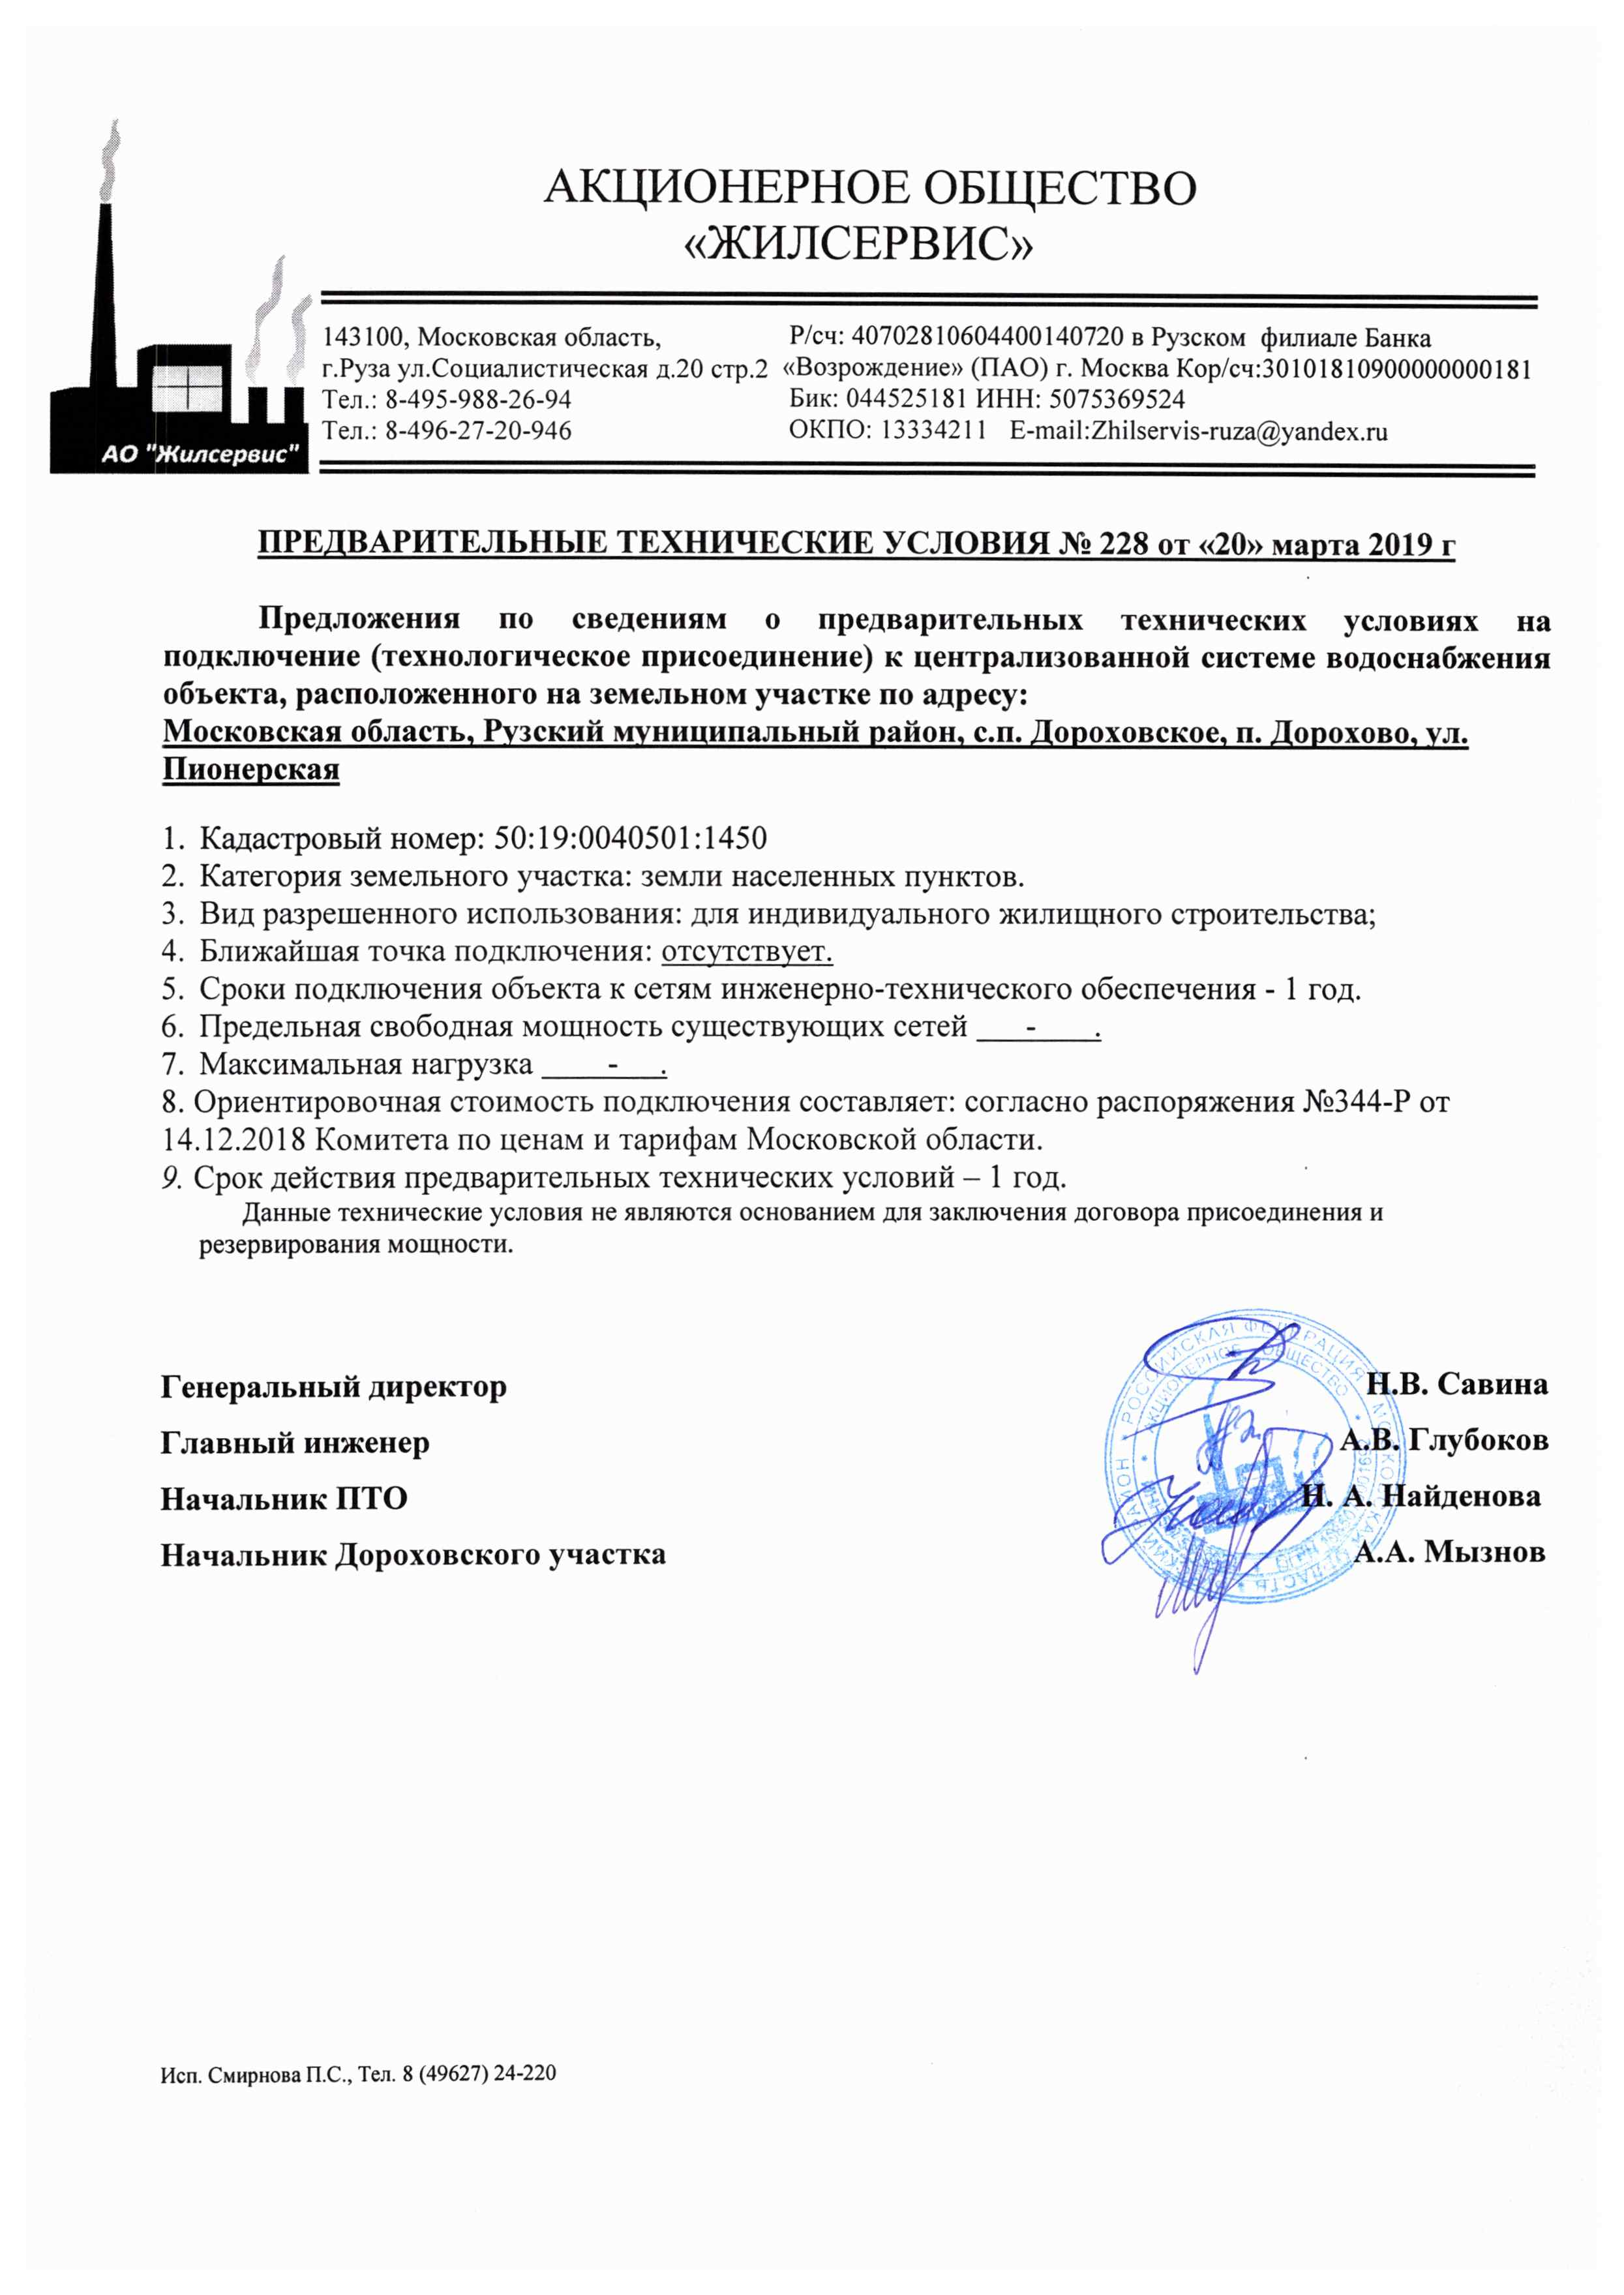 АКЦИОНЕРНОЕ ОБЩЕСТВО
«ЖИЛСЕРВИС»
АО "Жилсервис"
143100, Московская область,
г.Руза ул.Социалистическая д.20 стр.2
Тел.: 8-495-988-26-94
Тел.: 8-496-27-20-946
Р/сч: 40702810604400140720 в Рузском филиале Банка
«Возрождение» (ПАО) г. Москва Кор/сч:30101810900000000181
Бик: 044525181 ИНН: 5075369524
ОКПО: 13334211 E-mail:Zhilservis-ruza@yandex.ru
ПРЕДВАРИТЕЛЬНЫЕ ТЕХНИЧЕСКИЕ УСЛОВИЯ № 228 от «20» марта 2019 г
Предложения по сведениям о предварительных технических условиях на
подключение (технологическое присоединение) к централизованной системе водоснабжения
объекта, расположенного на земельном участке по адресу:
Московская область, Рузский муниципальный район, с.п. Дороховское, п. Дорохово, ул.
Пионерская
1. Кадастровый номер: 50:19:0040501:1450
2. Категория земельного участка: земли населенных пунктов.
3. Вид разрешенного использования: для индивидуального жилищного строительства;
4. Ближайшая точка подключения: отсутствует.
5. Сроки подключения объекта к сетям инженерно-технического обеспечения - 1 год.
6. Предельная свободная мощность существующих сетей ___-____.
7. Максимальная нагрузка ____-___.
8. Ориентировочная стоимость подключения составляет: согласно распоряжения №344-Р от
14.12.2018 Комитета по ценам и тарифам Московской области.
9. Срок действия предварительных технических условий – 1 год.
Данные технические условия не являются основанием для заключения договора присоединения и
резервирования мощности.
Генеральный директор Н.В. Савина
Главный инженер А.В. Глубоков
Начальник ПТО Н. А. Найденова
Начальник Дороховского участка А.А. Мызнов
РОССИЙСКАЯ ФЕДЕРАЦИЯ
АКЦИОНЕРНОЕ ОБЩЕСТВО
Исп. Смирнова П.С., Тел. 8 (49627) 24-220